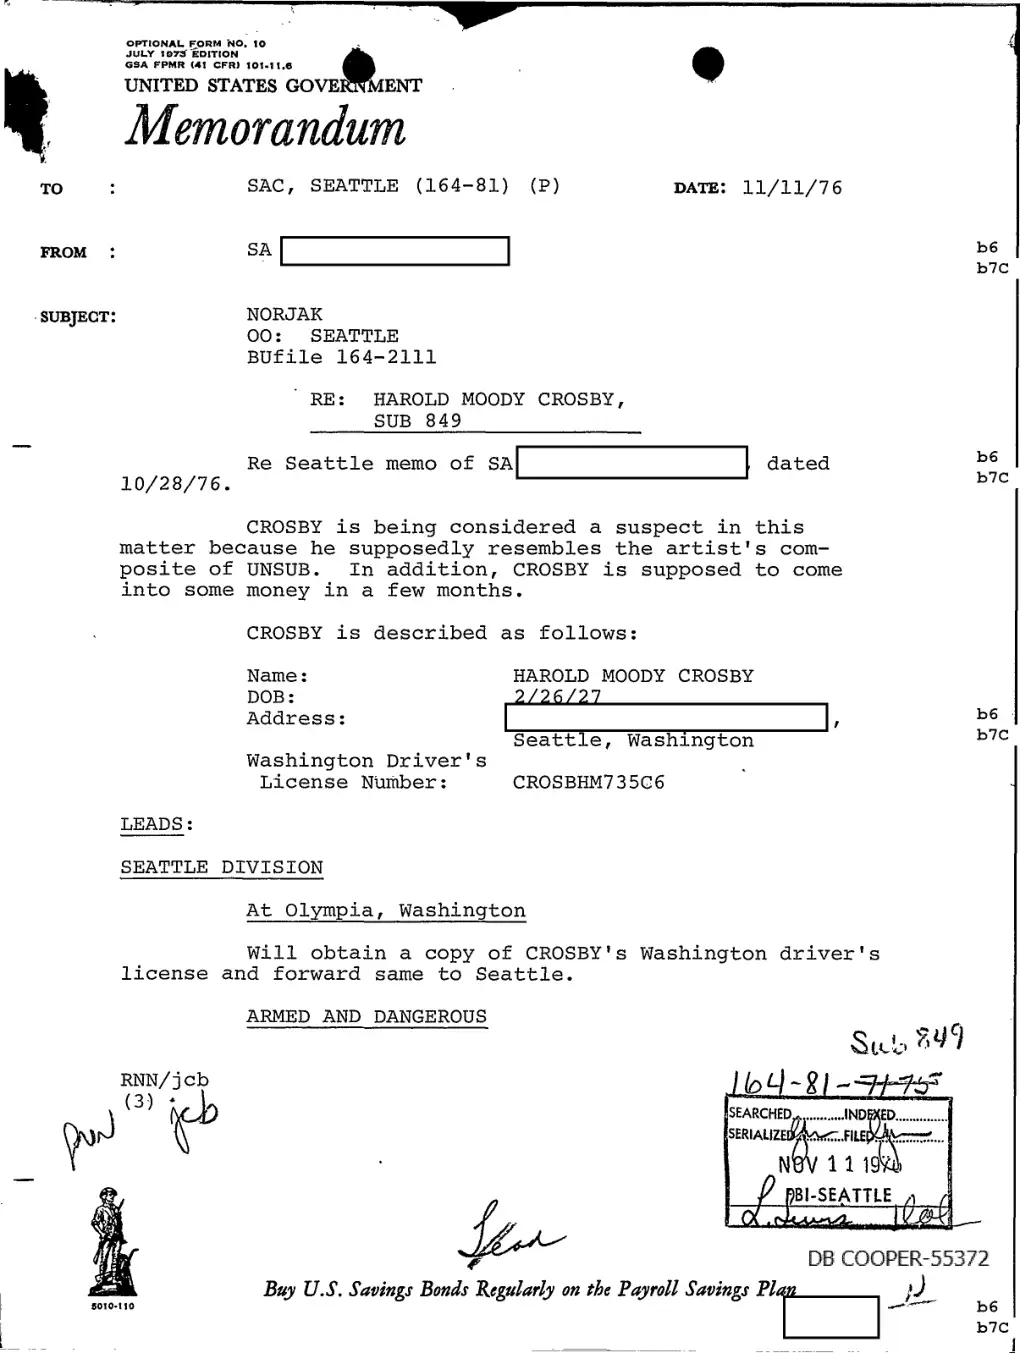 OPTIONAL FORM NO. 10
JULY 1973 EDITION
GSA FPMR (41 CFR) 101-11.6
UNITED STATES GOVERNMENT
Memorandum
TO : SAC, SEATTLE (164-81) (P) DATE: 11/11/76
FROM : SA b6
b7C
SUBJECT: NORJAK
OO: SEATTLE
BUfile 164-2111
RE: HAROLD MOODY CROSBY,
SUB 849
Re Seattle memo of SA , dated b6
10/28/76. b7C
CROSBY is being considered a suspect in this
matter because he supposedly resembles the artist's com-
posite of UNSUB. In addition, CROSBY is supposed to come
into some money in a few months.
CROSBY is described as follows:
Name: HAROLD MOODY CROSBY
DOB: 2/26/27
Address: , b6
Seattle, Washington b7C
Washington Driver's
License Number: CROSBHM735C6
LEADS:
SEATTLE DIVISION
At Olympia, Washington
Will obtain a copy of CROSBY's Washington driver's
license and forward same to Seattle.
ARMED AND DANGEROUS
Sub 849
RNN/jcb
(3) jcb
164-81-7175
SEARCHED INDEXED
SERIALIZED FILED
NOV 11 1976
FBI-SEATTLE
Lead
DB COOPER-55372
Buy U.S. Savings Bonds Regularly on the Payroll Savings Plan
5010-110
b6
b7C